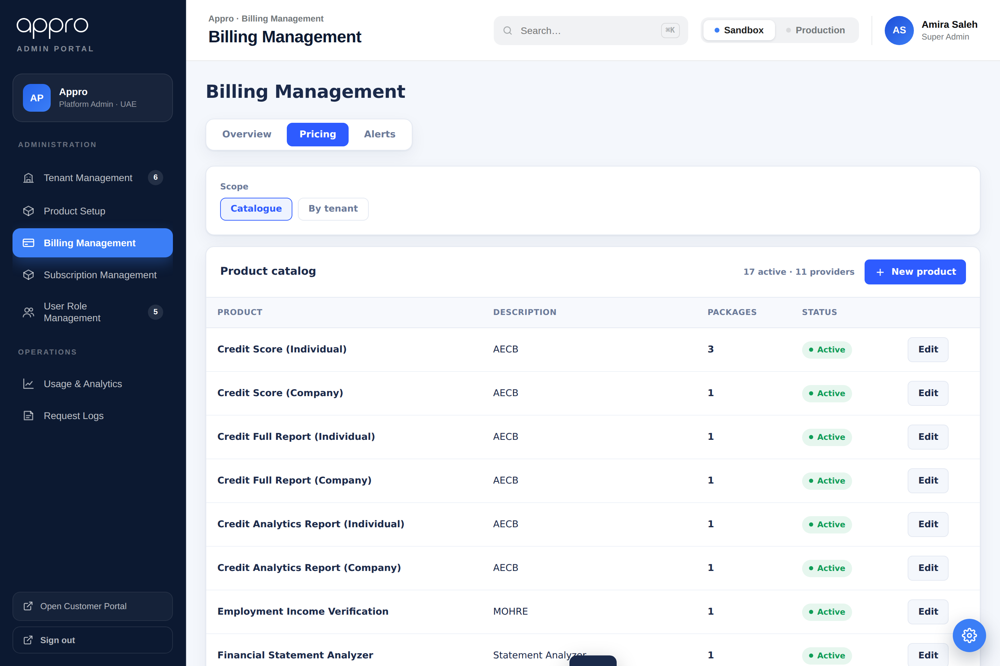 appro
ADMIN PORTAL
AP
Appro
Platform Admin · UAE
ADMINISTRATION
Tenant Management 6
Product Setup
Billing Management
Subscription Management
User Role
Management
5
OPERATIONS
Usage & Analytics
Request Logs
Open Customer Portal
Sign out
Appro · Billing Management
Billing Management
Search…
⌘K
Sandbox
Production
AS
Amira Saleh
Super Admin
Billing Management
Overview Pricing Alerts
Scope
Catalogue By tenant
Product catalog
17 active · 11 providers
New product
PRODUCT DESCRIPTION PACKAGES STATUS
Credit Score (Individual) AECB 3 Active Edit
Credit Score (Company) AECB 1 Active Edit
Credit Full Report (Individual) AECB 1 Active Edit
Credit Full Report (Company) AECB 1 Active Edit
Credit Analytics Report (Individual) AECB 1 Active Edit
Credit Analytics Report (Company) AECB 1 Active Edit
Employment Income Verification MOHRE 1 Active Edit
Financial Statement Analyzer Statement Analyzer 1 Active Edit